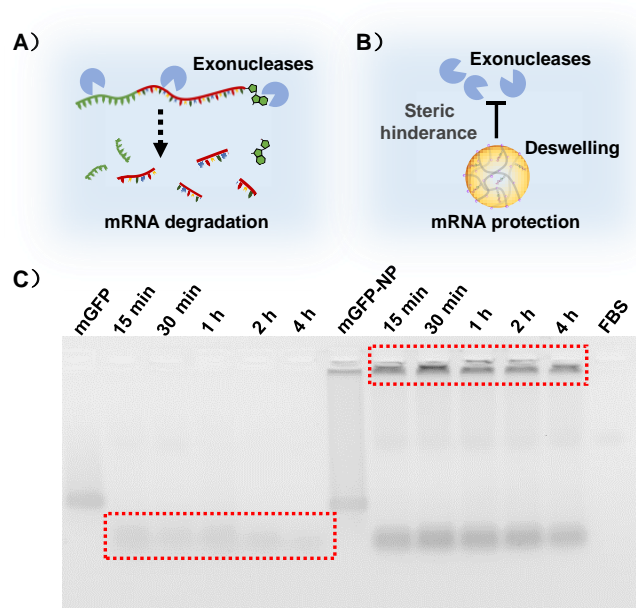 A）
Exonucleases
mRNA degradation
B）
Exonucleases
Steric
hinderance
Deswelling
mRNA protection
C）
mGFP
15 min
30 min
1 h
2 h
4 h
mGFP-NP
15 min
30 min
1 h
2 h
4 h
FBS